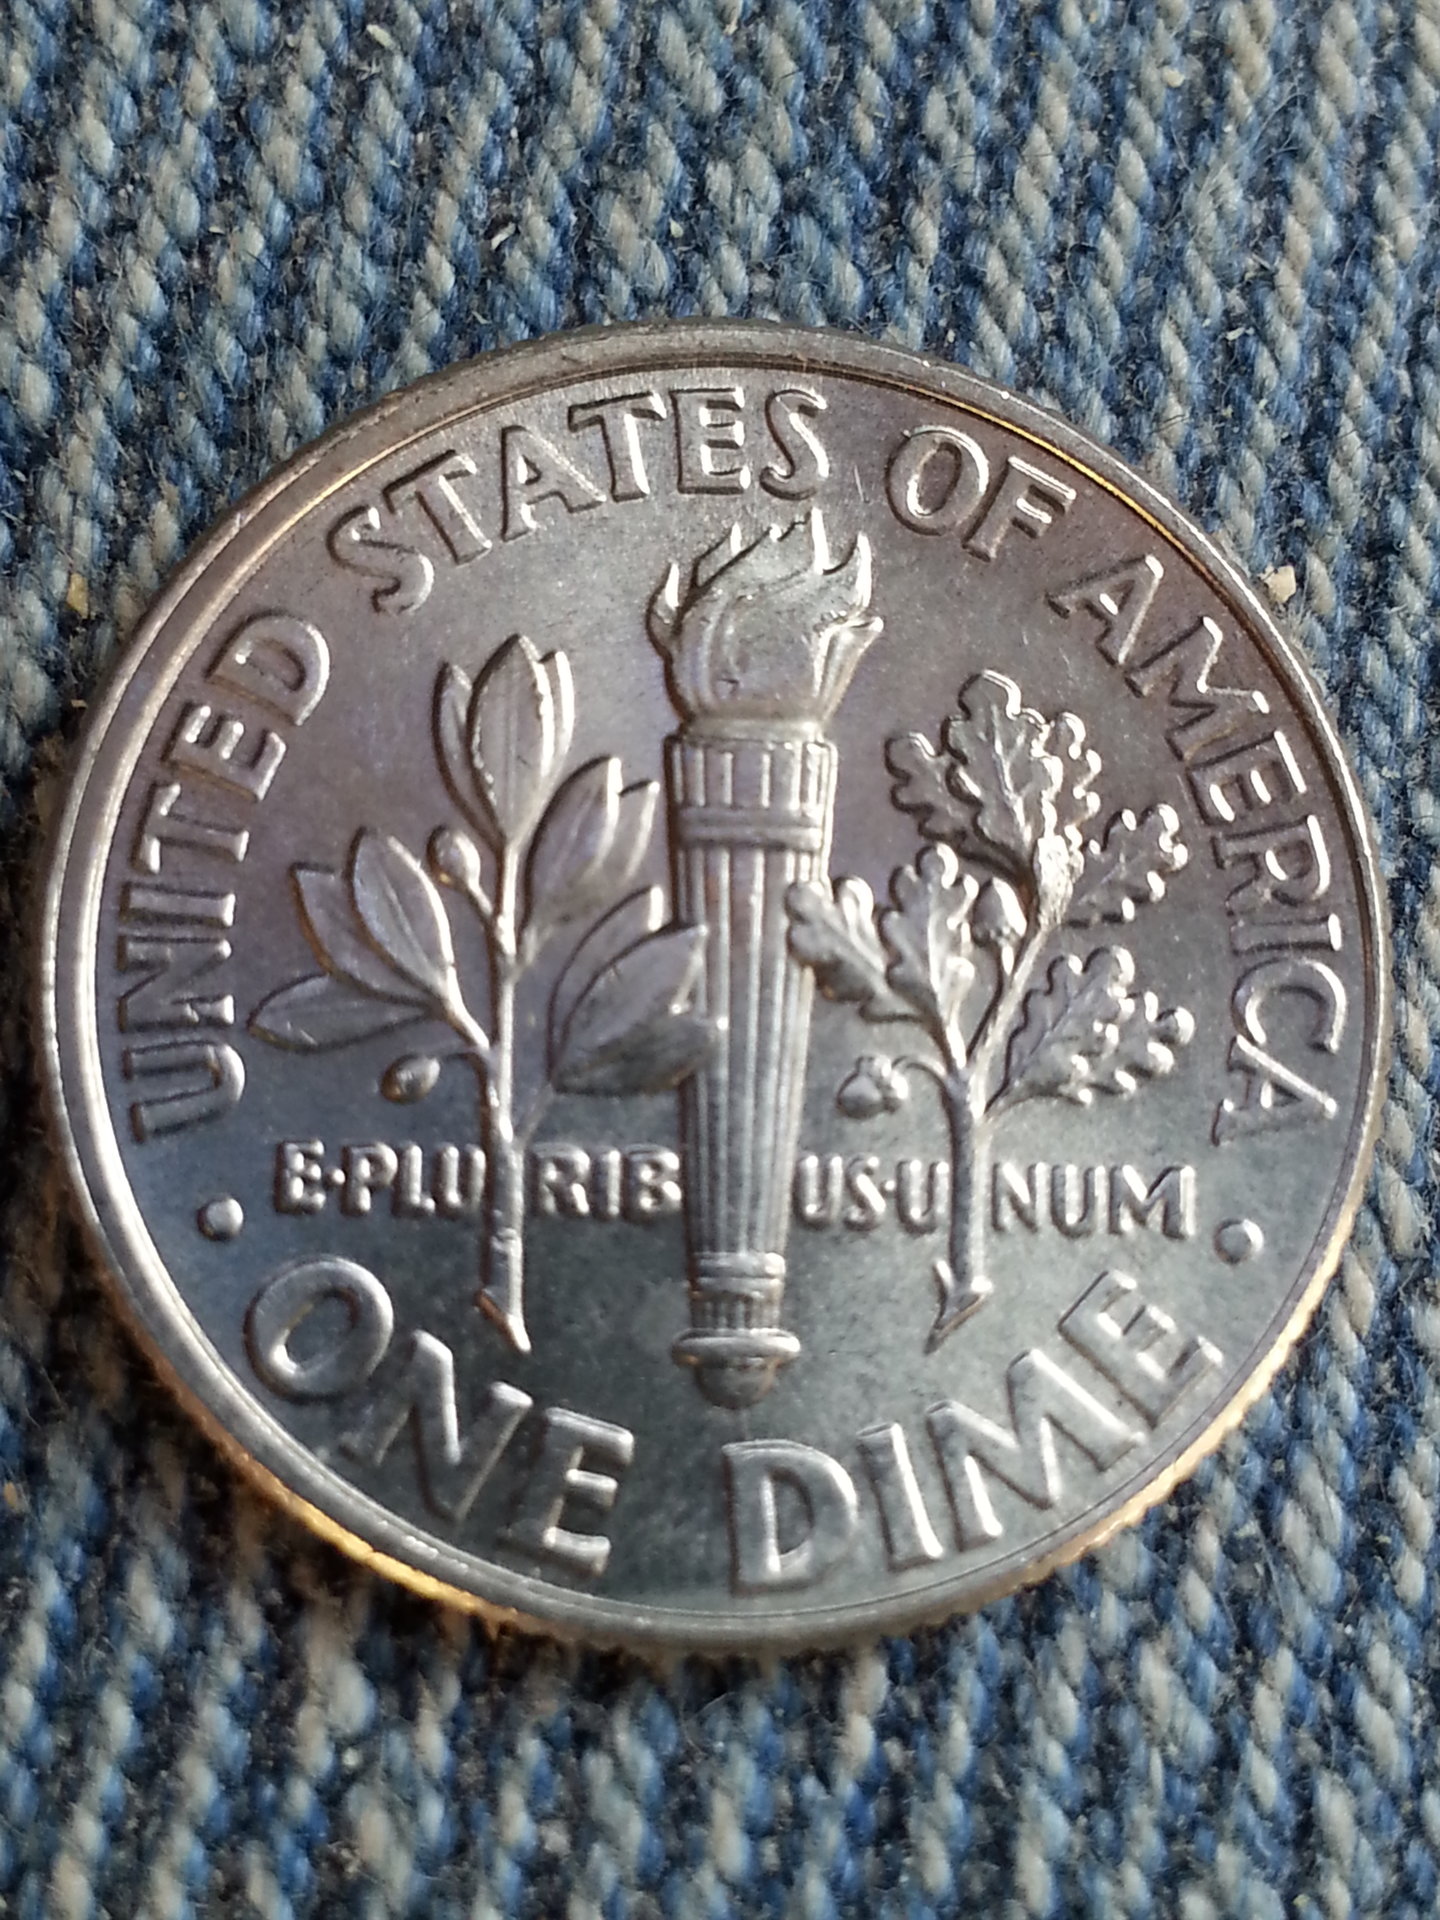 UNITED STATES OF AMERICA
E·PLURIBUS·UNUM
• ONE DIME •